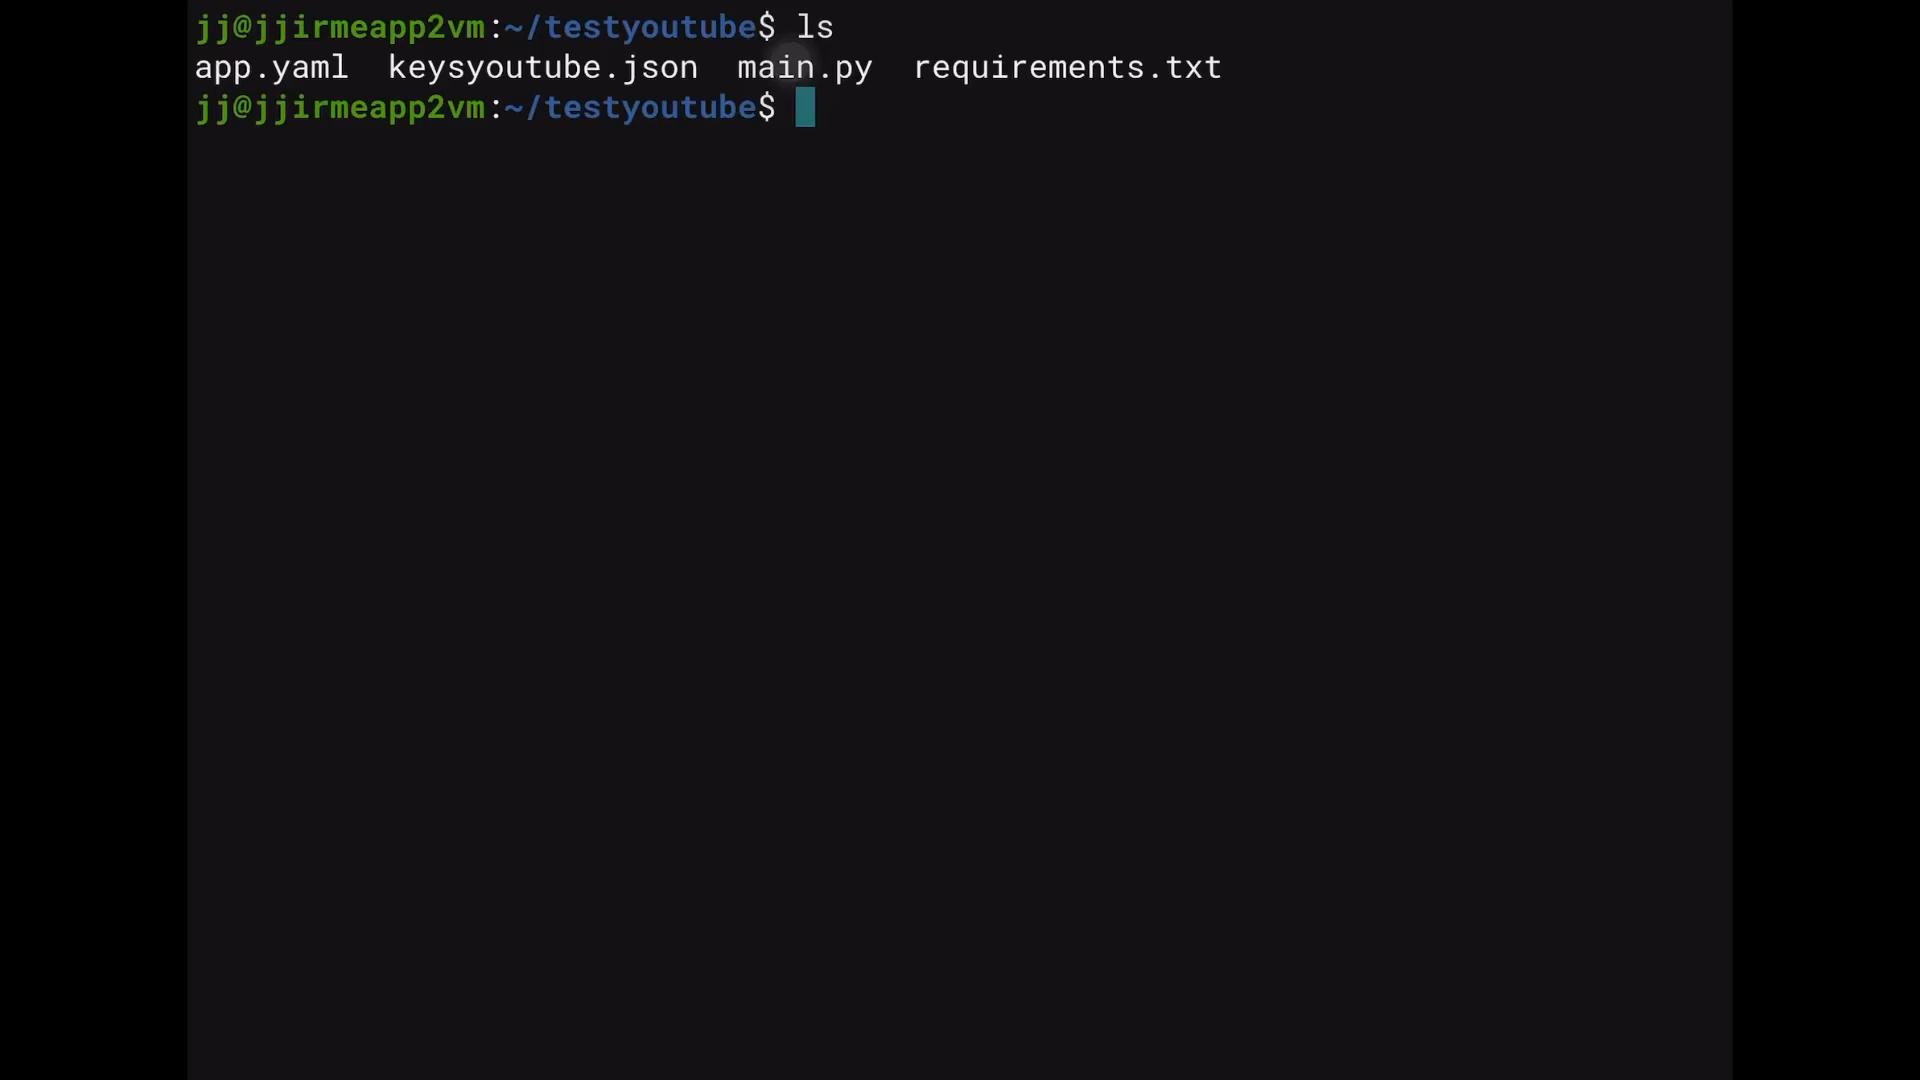 jj@jjirmeapp2vm:~/testyoutube$ ls
app.yaml  keysyoutube.json  main.py  requirements.txt
jj@jjirmeapp2vm:~/testyoutube$